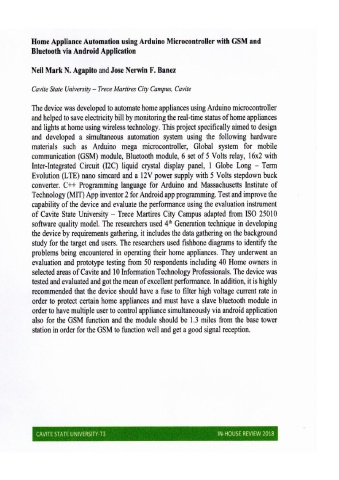 Home Appliance Automation using Arduino Microcontroller with GSM and
Bluetooth via Android Application
Neil Mark N. Agapito and Jose Nerwin F. Banez
Cavite State University – Trece Martires City Campus, Cavite
The device was developed to automate home appliances using Arduino microcontroller
and helped to save electricity bill by monitoring the real-time status of home appliances
and lights at home using wireless technology. This project specifically aimed to design
and developed a simultaneous automation system using the following hardware
materials such as Arduino mega microcontroller, Global system for mobile
communication (GSM) module, Bluetooth module, 6 set of 5 Volts relay, 16x2 with
Inter-Integrated Circuit (I2C) liquid crystal display panel, 1 Globe Long – Term
Evolution (LTE) nano simcard and a 12V power supply with 5 Volts stepdown buck
converter. C++ Programming language for Arduino and Massachusetts Institute of
Technology (MIT) App inventor 2 for Android app programming. Test and improve the
capability of the device and evaluate the performance using the evaluation instrument
of Cavite State University – Trece Martires City Campus adapted from ISO 25010
software quality model. The researchers used 4th Generation technique in developing
the device by requirements gathering, it includes the data gathering on the background
study for the target end users. The researchers used fishbone diagrams to identify the
problems being encountered in operating their home appliances. They underwent an
evaluation and prototype testing from 50 respondents including 40 Home owners in
selected areas of Cavite and 10 Information Technology Professionals. The device was
tested and evaluated and got the mean of excellent performance. In addition, it is highly
recommended that the device should have a fuse to filter high voltage current rate in
order to protect certain home appliances and must have a slave bluetooth module in
order to have multiple user to control appliance simultaneously via android application
also for the GSM function and the module should be 1.3 miles from the base tower
station in order for the GSM to function well and get a good signal reception.
CAVITE STATE UNIVERSITY-T3
IN-HOUSE REVIEW 2018